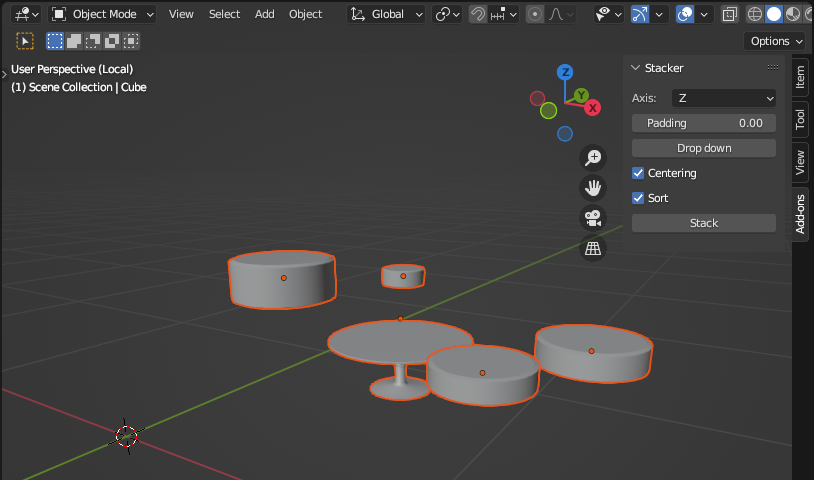 Object Mode View Select Add Object Global
Options
User Perspective (Local)
(1) Scene Collection | Cube
Z
Y
X
Stacker
Axis: Z
Padding 0.00
Drop down
Centering
Sort
Stack
Item
Tool
View
Add-ons